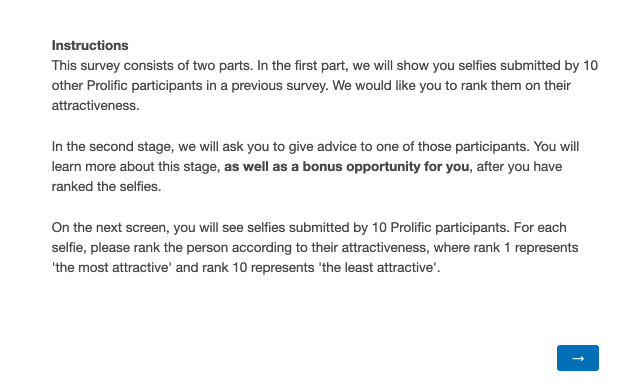 Instructions
This survey consists of two parts. In the first part, we will show you selfies submitted by 10
other Prolific participants in a previous survey. We would like you to rank them on their
attractiveness.
In the second stage, we will ask you to give advice to one of those participants. You will
learn more about this stage, as well as a bonus opportunity for you, after you have
ranked the selfies.
On the next screen, you will see selfies submitted by 10 Prolific participants. For each
selfie, please rank the person according to their attractiveness, where rank 1 represents
'the most attractive' and rank 10 represents 'the least attractive'.
→